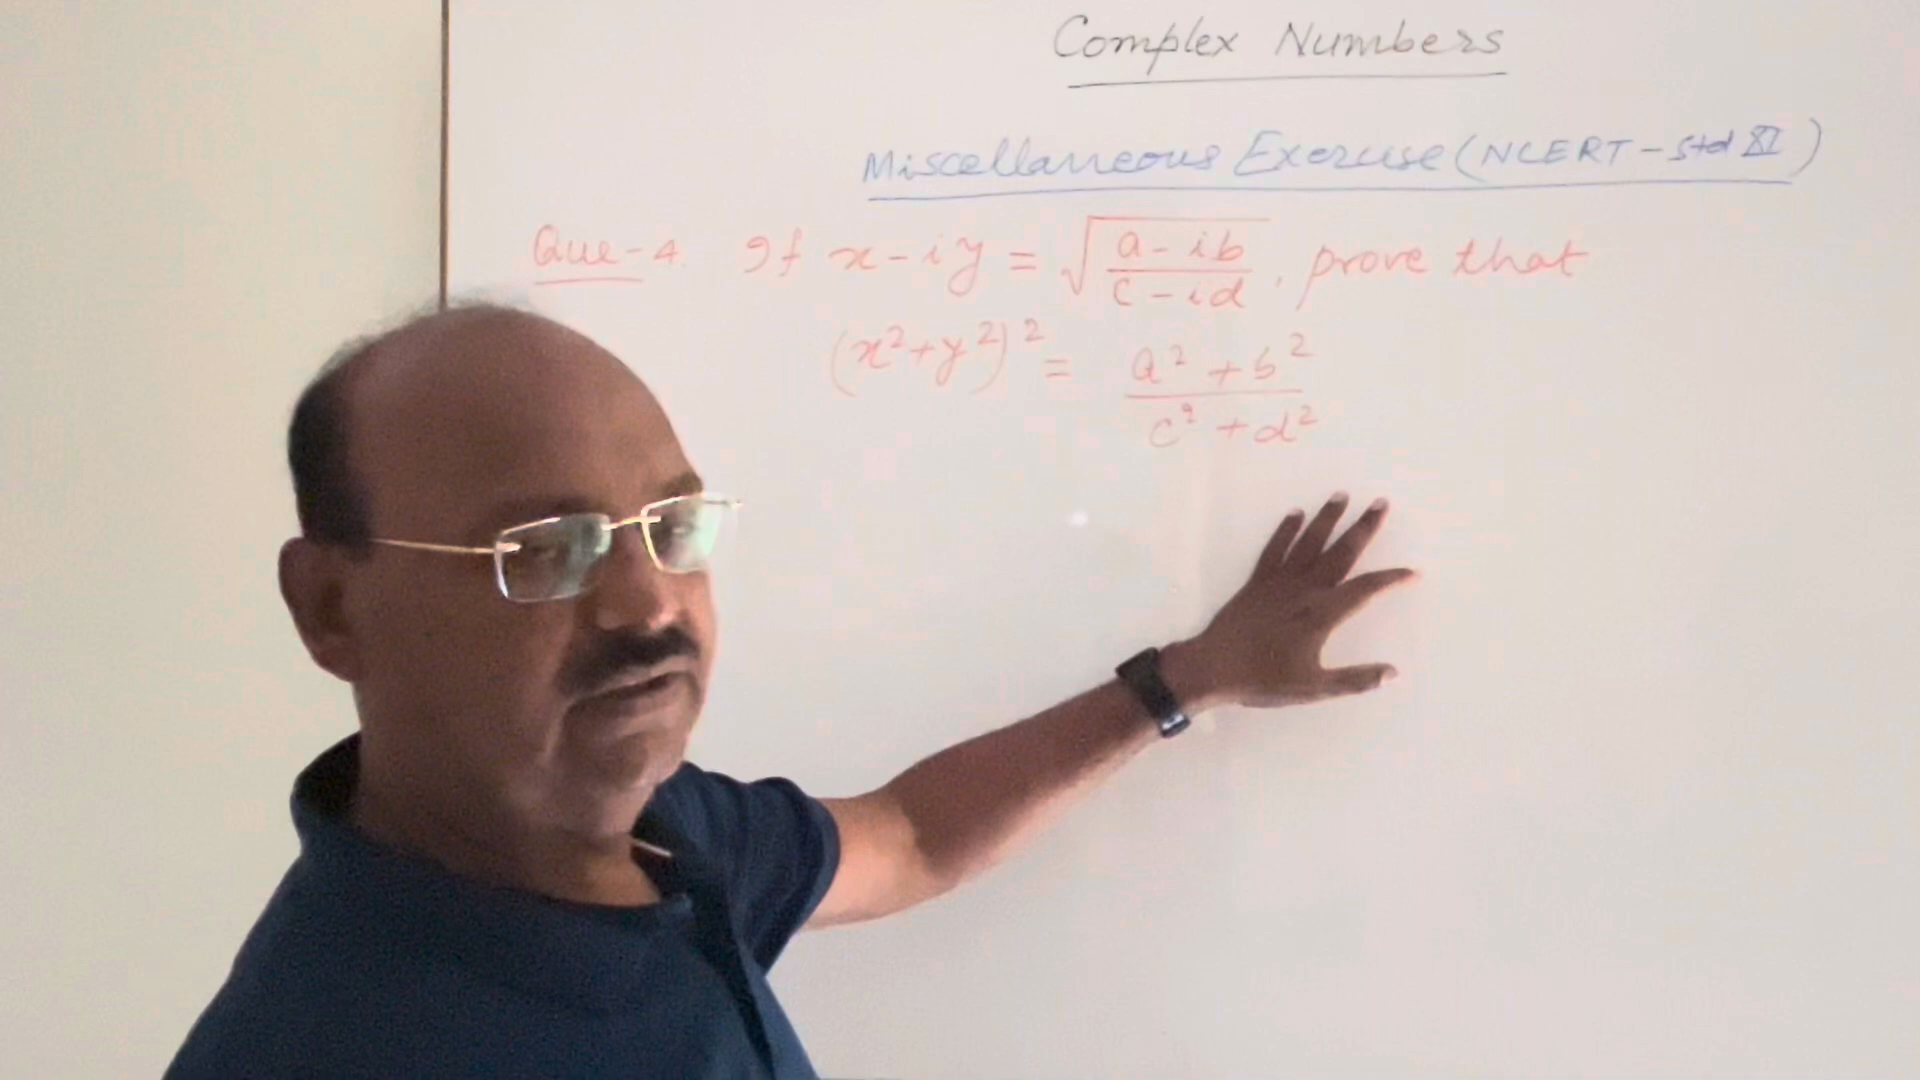 Complex Numbers
Miscellaneous Exercise (NCERT - Std XI)
Que-4. If x - iy = √(a - ib / c - id), prove that
(x² + y²)² = a² + b² / c² + d²